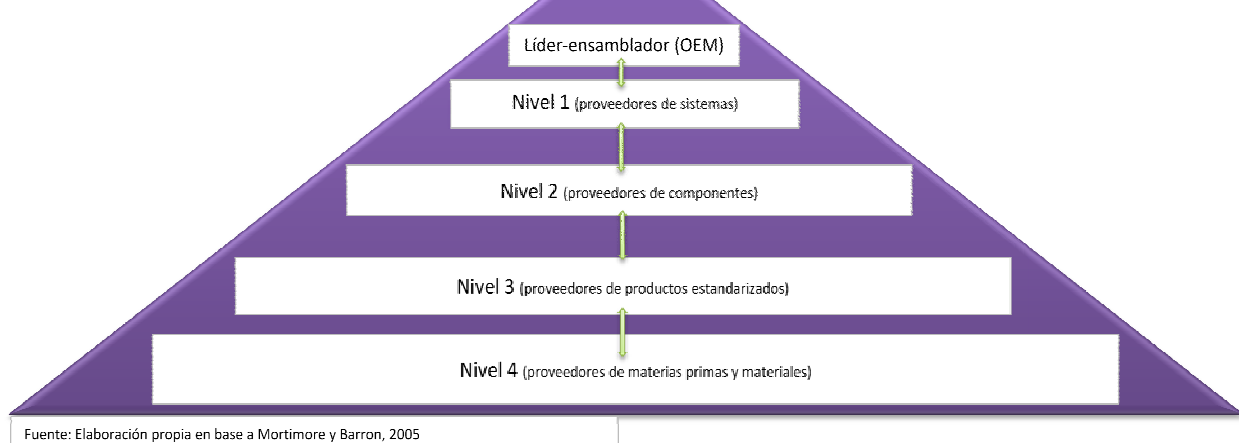 Líder-ensamblador (OEM)
Nivel 1 (proveedores de sistemas)
Nivel 2 (proveedores de componentes)
Nivel 3 (proveedores de productos estandarizados)
Nivel 4 (proveedores de materias primas y materiales)
Fuente: Elaboración propia en base a Mortimore y Barron, 2005